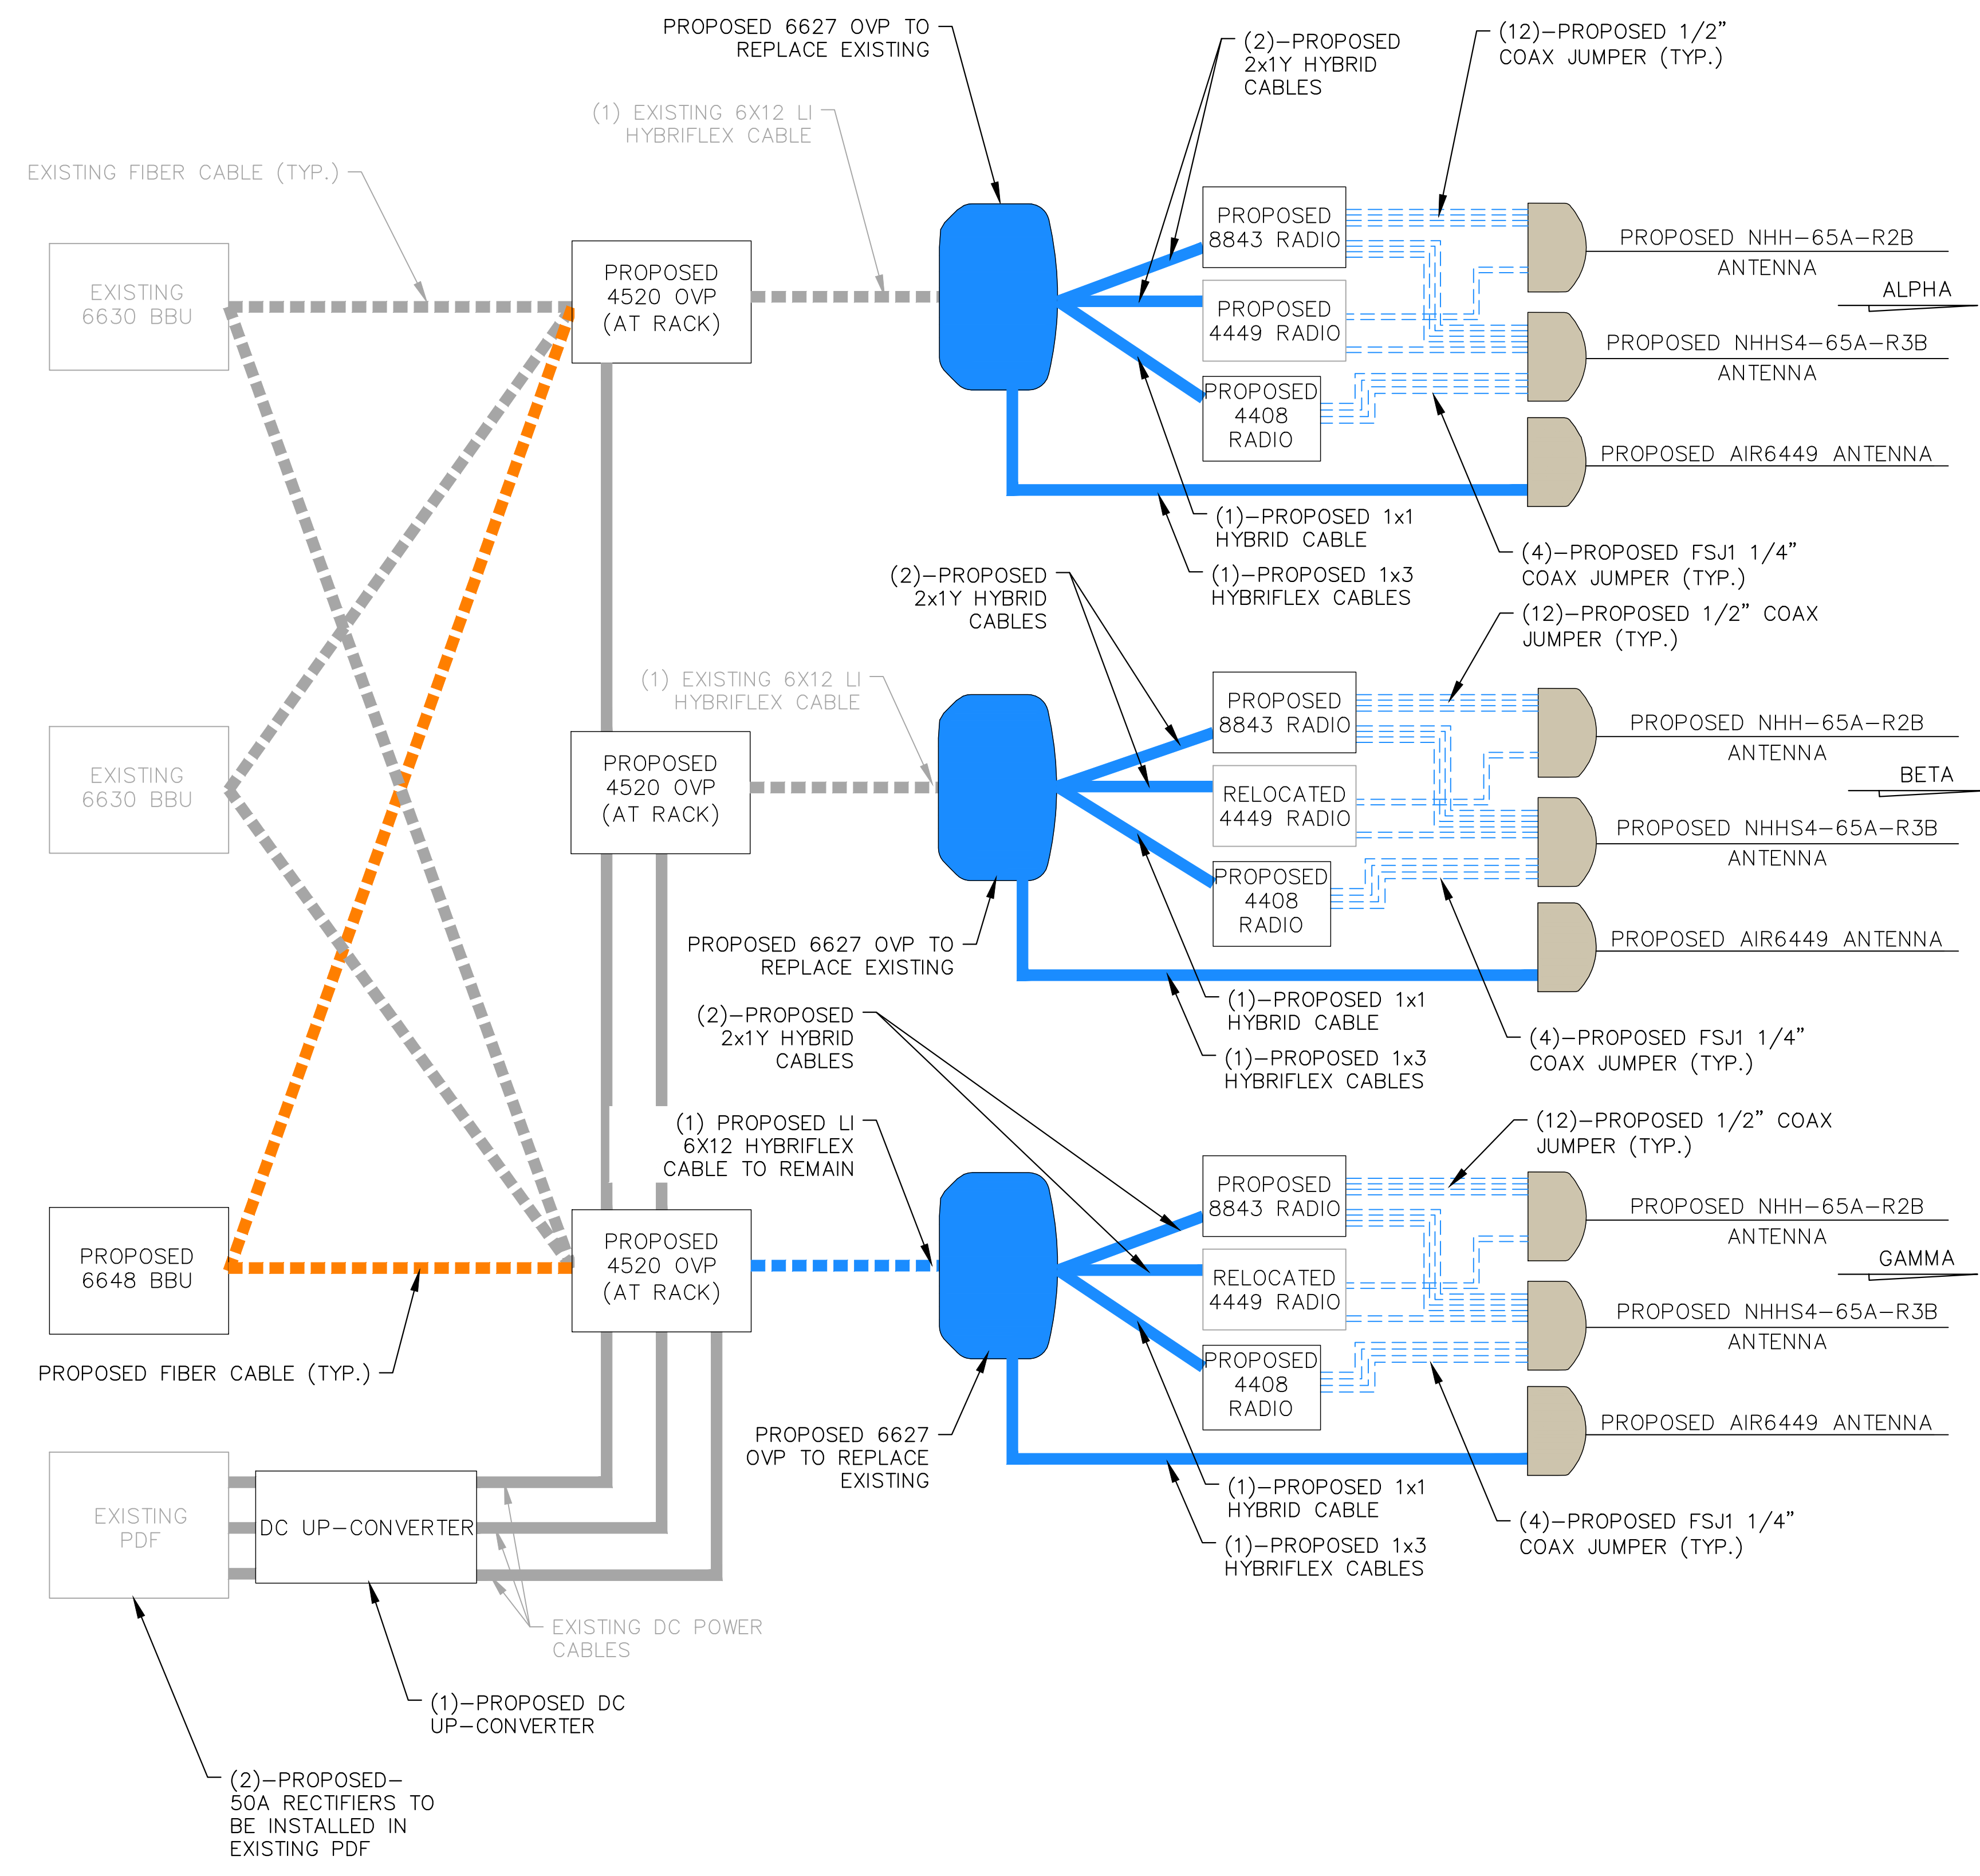 PROPOSED 6627 OVP TO
REPLACE EXISTING
(2)-PROPOSED
2x1Y HYBRID
CABLES
(12)-PROPOSED 1/2"
COAX JUMPER (TYP.)
(1) EXISTING 6X12 LI
HYBRIFLEX CABLE
EXISTING FIBER CABLE (TYP.)
EXISTING
6630 BBU
PROPOSED
4520 OVP
(AT RACK)
PROPOSED
8843 RADIO
PROPOSED
4449 RADIO
PROPOSED
4408
RADIO
PROPOSED NHH-65A-R2B
ANTENNA
ALPHA
PROPOSED NHHS4-65A-R3B
ANTENNA
PROPOSED AIR6449 ANTENNA
(1)-PROPOSED 1x1
HYBRID CABLE
(1)-PROPOSED 1x3
HYBRIFLEX CABLES
(4)-PROPOSED FSJ1 1/4"
COAX JUMPER (TYP.)
(2)-PROPOSED
2x1Y HYBRID
CABLES
(12)-PROPOSED 1/2" COAX
JUMPER (TYP.)
(1) EXISTING 6X12 LI
HYBRIFLEX CABLE
EXISTING
6630 BBU
PROPOSED
4520 OVP
(AT RACK)
PROPOSED
8843 RADIO
RELOCATED
4449 RADIO
PROPOSED
4408
RADIO
PROPOSED NHH-65A-R2B
ANTENNA
BETA
PROPOSED NHHS4-65A-R3B
ANTENNA
PROPOSED AIR6449 ANTENNA
PROPOSED 6627 OVP TO
REPLACE EXISTING
(1)-PROPOSED 1x1
HYBRID CABLE
(1)-PROPOSED 1x3
HYBRIFLEX CABLES
(4)-PROPOSED FSJ1 1/4"
COAX JUMPER (TYP.)
(2)-PROPOSED
2x1Y HYBRID
CABLES
(1) PROPOSED LI
6X12 HYBRIFLEX
CABLE TO REMAIN
(12)-PROPOSED 1/2" COAX
JUMPER (TYP.)
PROPOSED
6648 BBU
PROPOSED
4520 OVP
(AT RACK)
PROPOSED
8843 RADIO
RELOCATED
4449 RADIO
PROPOSED
4408
RADIO
PROPOSED NHH-65A-R2B
ANTENNA
GAMMA
PROPOSED NHHS4-65A-R3B
ANTENNA
PROPOSED AIR6449 ANTENNA
PROPOSED FIBER CABLE (TYP.)
PROPOSED 6627
OVP TO REPLACE
EXISTING
(1)-PROPOSED 1x1
HYBRID CABLE
(1)-PROPOSED 1x3
HYBRIFLEX CABLES
(4)-PROPOSED FSJ1 1/4"
COAX JUMPER (TYP.)
EXISTING
PDF
DC UP-CONVERTER
EXISTING DC POWER
CABLES
(1)-PROPOSED DC
UP-CONVERTER
(2)-PROPOSED-
50A RECTIFIERS TO
BE INSTALLED IN
EXISTING PDF